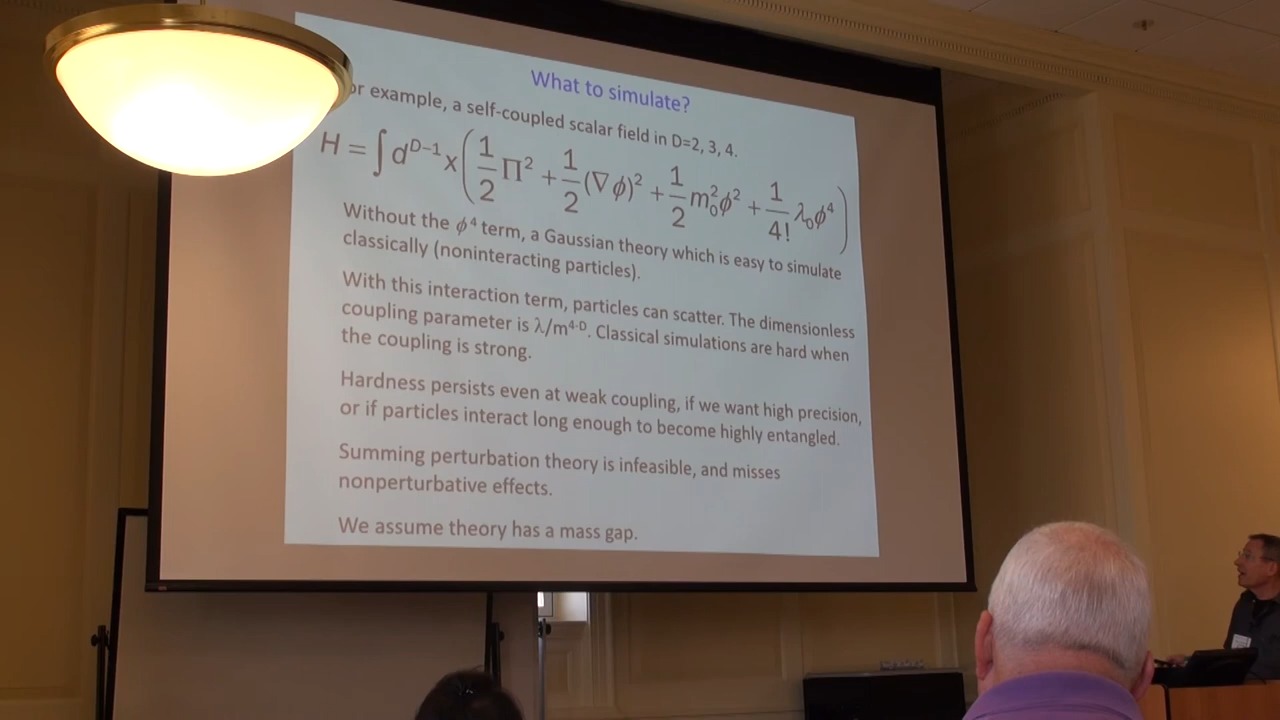 What to simulate?
or example, a self-coupled scalar field in D=2, 3, 4.
H = ∫ d^{D-1}x ( 1/2 Π² + 1/2 (∇ϕ)² + 1/2 m₀²ϕ² + 1/4! λ₀ϕ⁴ )
Without the ϕ⁴ term, a Gaussian theory which is easy to simulate
classically (noninteracting particles).
With this interaction term, particles can scatter. The dimensionless
coupling parameter is λ/m^{4-D}. Classical simulations are hard when
the coupling is strong.
Hardness persists even at weak coupling, if we want high precision,
or if particles interact long enough to become highly entangled.
Summing perturbation theory is infeasible, and misses
nonperturbative effects.
We assume theory has a mass gap.